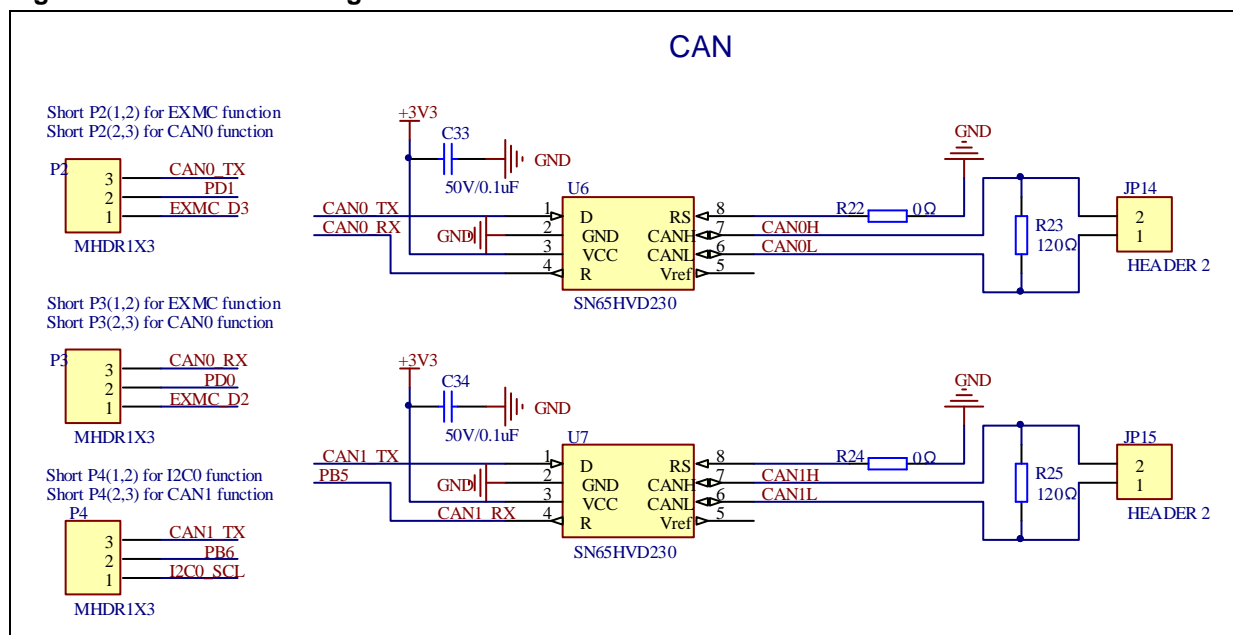 CAN
Short P2(1,2) for EXMC function
Short P2(2,3) for CAN0 function
P2
3 CAN0_TX
2 PD1
1 EXMC_D3
MHDR1X3
Short P3(1,2) for EXMC function
Short P3(2,3) for CAN0 function
P3
3 CAN0_RX
2 PD0
1 EXMC_D2
MHDR1X3
Short P4(1,2) for I2C0 function
Short P4(2,3) for CAN1 function
P4
3 CAN1_TX
2 PB6
1 I2C0_SCL
MHDR1X3
+3V3
C33
GND
50V/0.1uF
U6
CAN0_TX 1 D RS 8 R22 0Ω GND
CAN0_RX GND 2 GND CANH 7 CAN0H
3 VCC CANL 6 CAN0L
4 R Vref 5
SN65HVD230
R23
120Ω
JP14
2
1
HEADER 2
+3V3
C34
GND
50V/0.1uF
U7
CAN1_TX 1 D RS 8 R24 0Ω GND
PB5 GND 2 GND CANH 7 CAN1H
3 VCC CANL 6 CAN1L
CAN1_RX 4 R Vref 5
SN65HVD230
R25
120Ω
JP15
2
1
HEADER 2